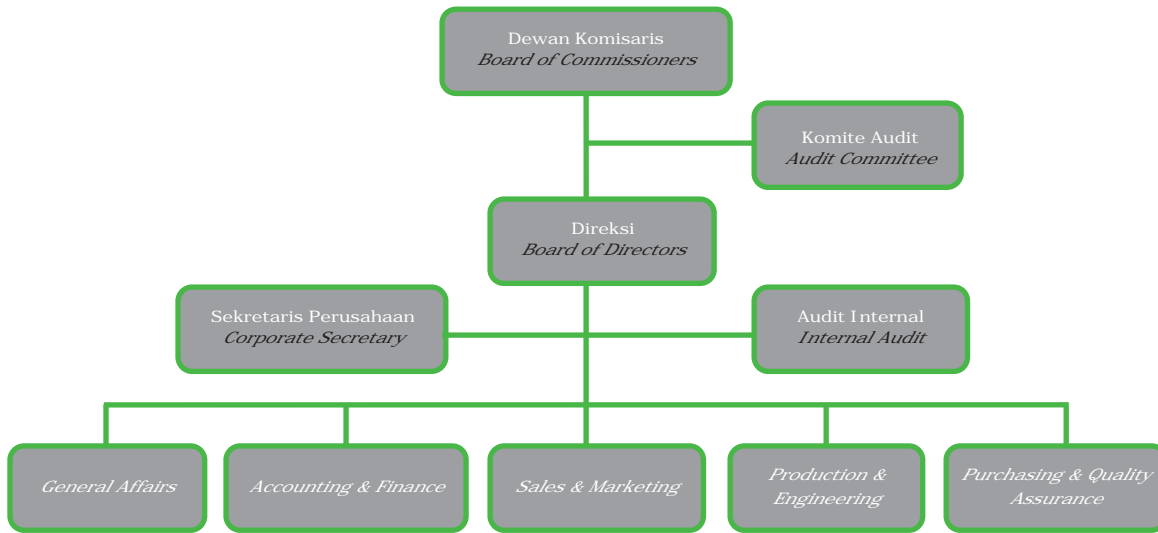 Dewan Komisaris
Board of Commissioners
Komite Audit
Audit Committee
Direksi
Board of Directors
Sekretaris Perusahaan
Corporate Secretary
Audit Internal
Internal Audit
General Affairs
Accounting & Finance
Sales & Marketing
Production &
Engineering
Purchasing & Quality
Assurance